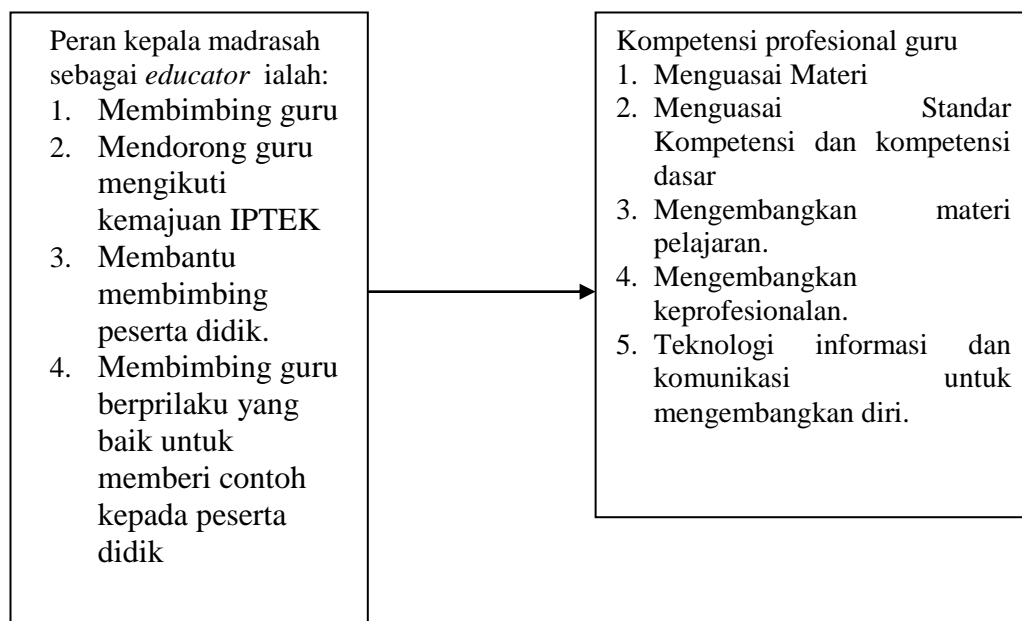 Peran kepala madrasah
sebagai educator ialah:
1. Membimbing guru
2. Mendorong guru
mengikuti
kemajuan IPTEK
3. Membantu
membimbing
peserta didik.
4. Membimbing guru
berprilaku yang
baik untuk
memberi contoh
kepada peserta
didik
Kompetensi profesional guru
1. Menguasai Materi
2. Menguasai Standar
Kompetensi dan kompetensi
dasar
3. Mengembangkan materi
pelajaran.
4. Mengembangkan
keprofesionalan.
5. Teknologi informasi dan
komunikasi untuk
mengembangkan diri.